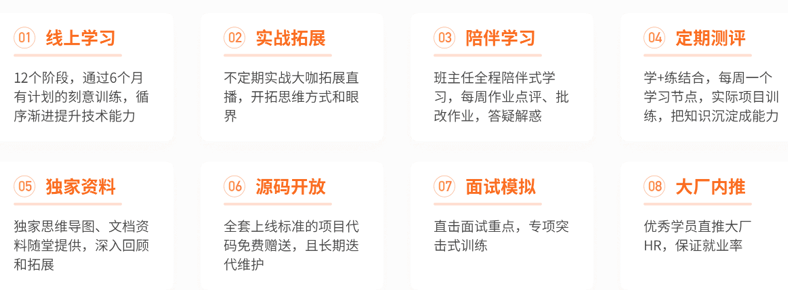 01 线上学习
12个阶段，通过6个月
有计划的刻意训练，循
序渐进提升技术能力
02 实战拓展
不定期实战大咖拓展直
播，开拓思维方式和眼
界
03 陪伴学习
班主任全程陪伴式学
习，每周作业点评、批
改作业，答疑解惑
04 定期测评
学+练结合，每周一个
学习节点，实际项目训
练，把知识沉淀成能力
05 独家资料
独家思维导图、文档资
料随堂提供，深入回顾
和拓展
06 源码开放
全套上线标准的项目代
码免费赠送，且长期迭
代维护
07 面试模拟
直击面试重点，专项突
击式训练
08 大厂内推
优秀学员直推大厂
HR，保证就业率